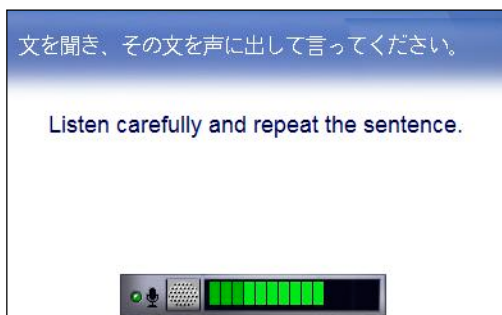 文を聞き、その文を声に出して言ってください。
Listen carefully and repeat the sentence.